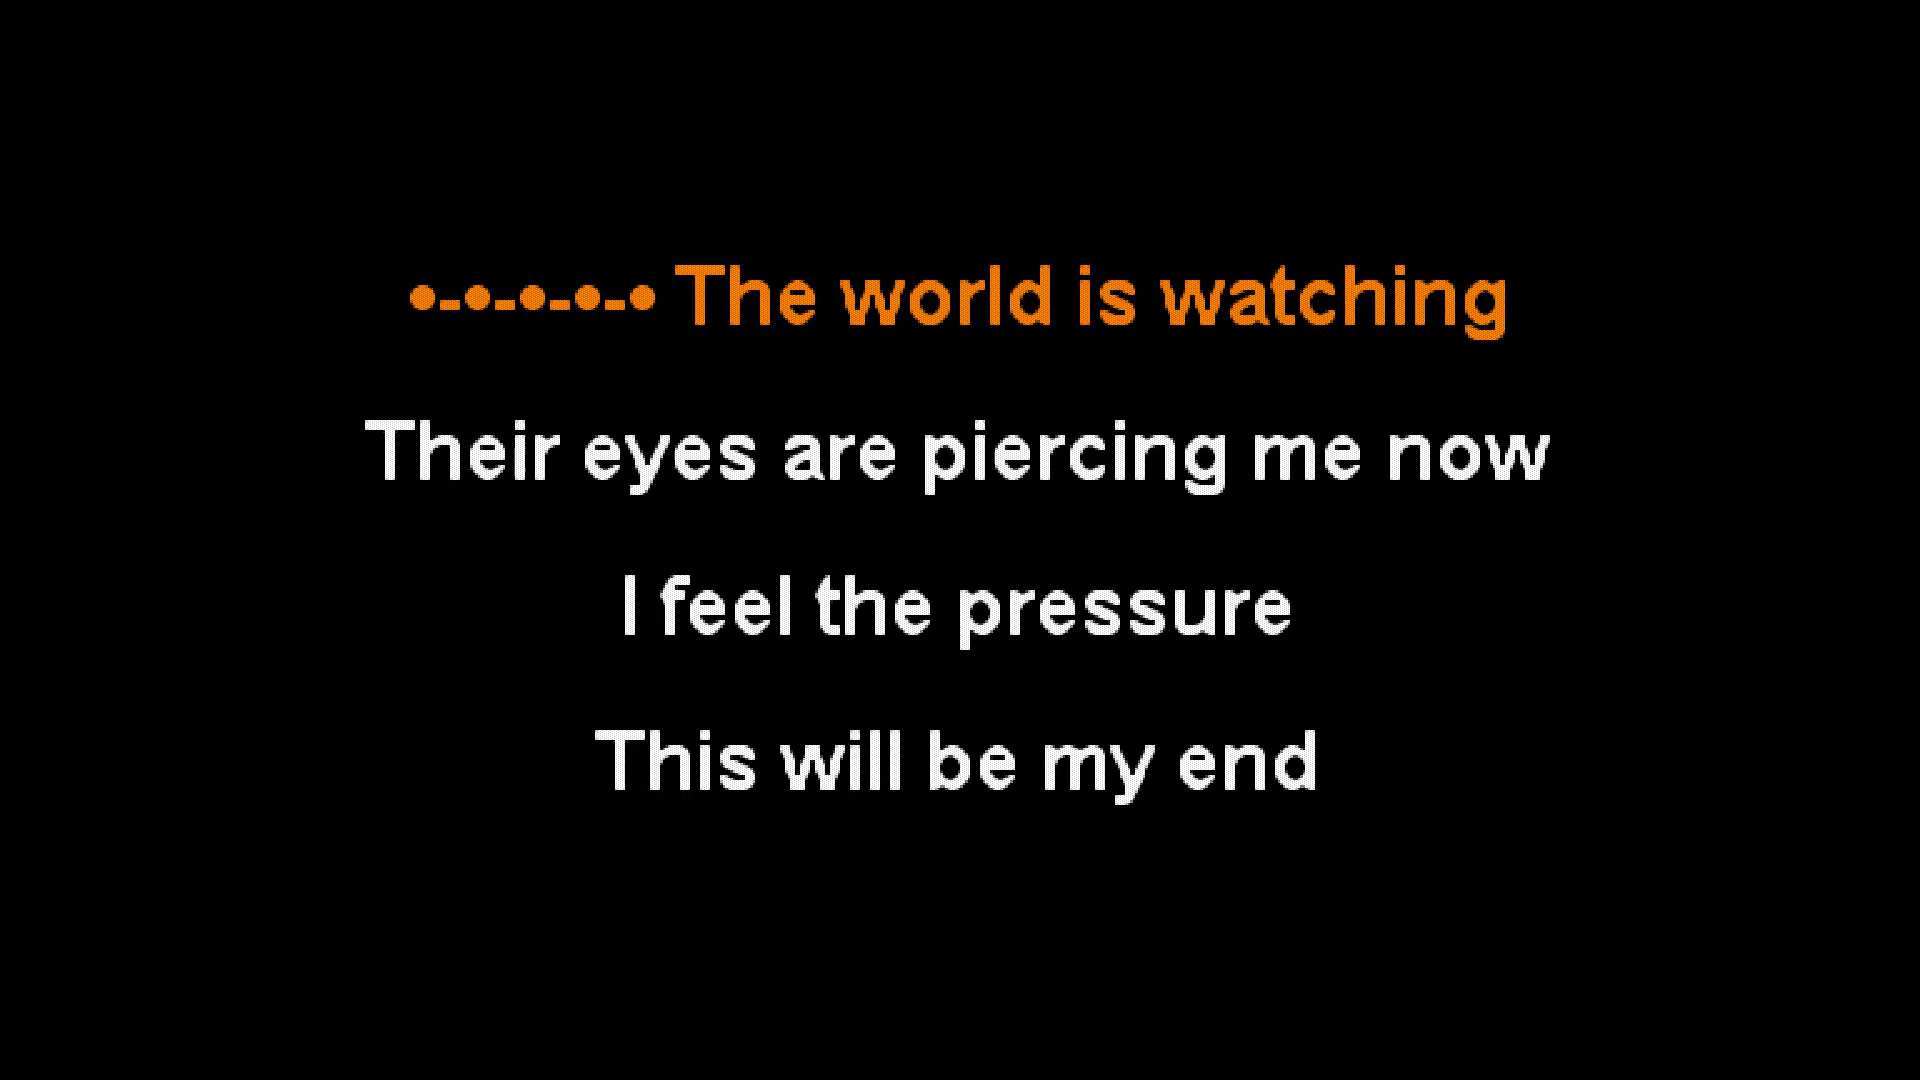 •-•-•-•-• The world is watching
Their eyes are piercing me now
I feel the pressure
This will be my end